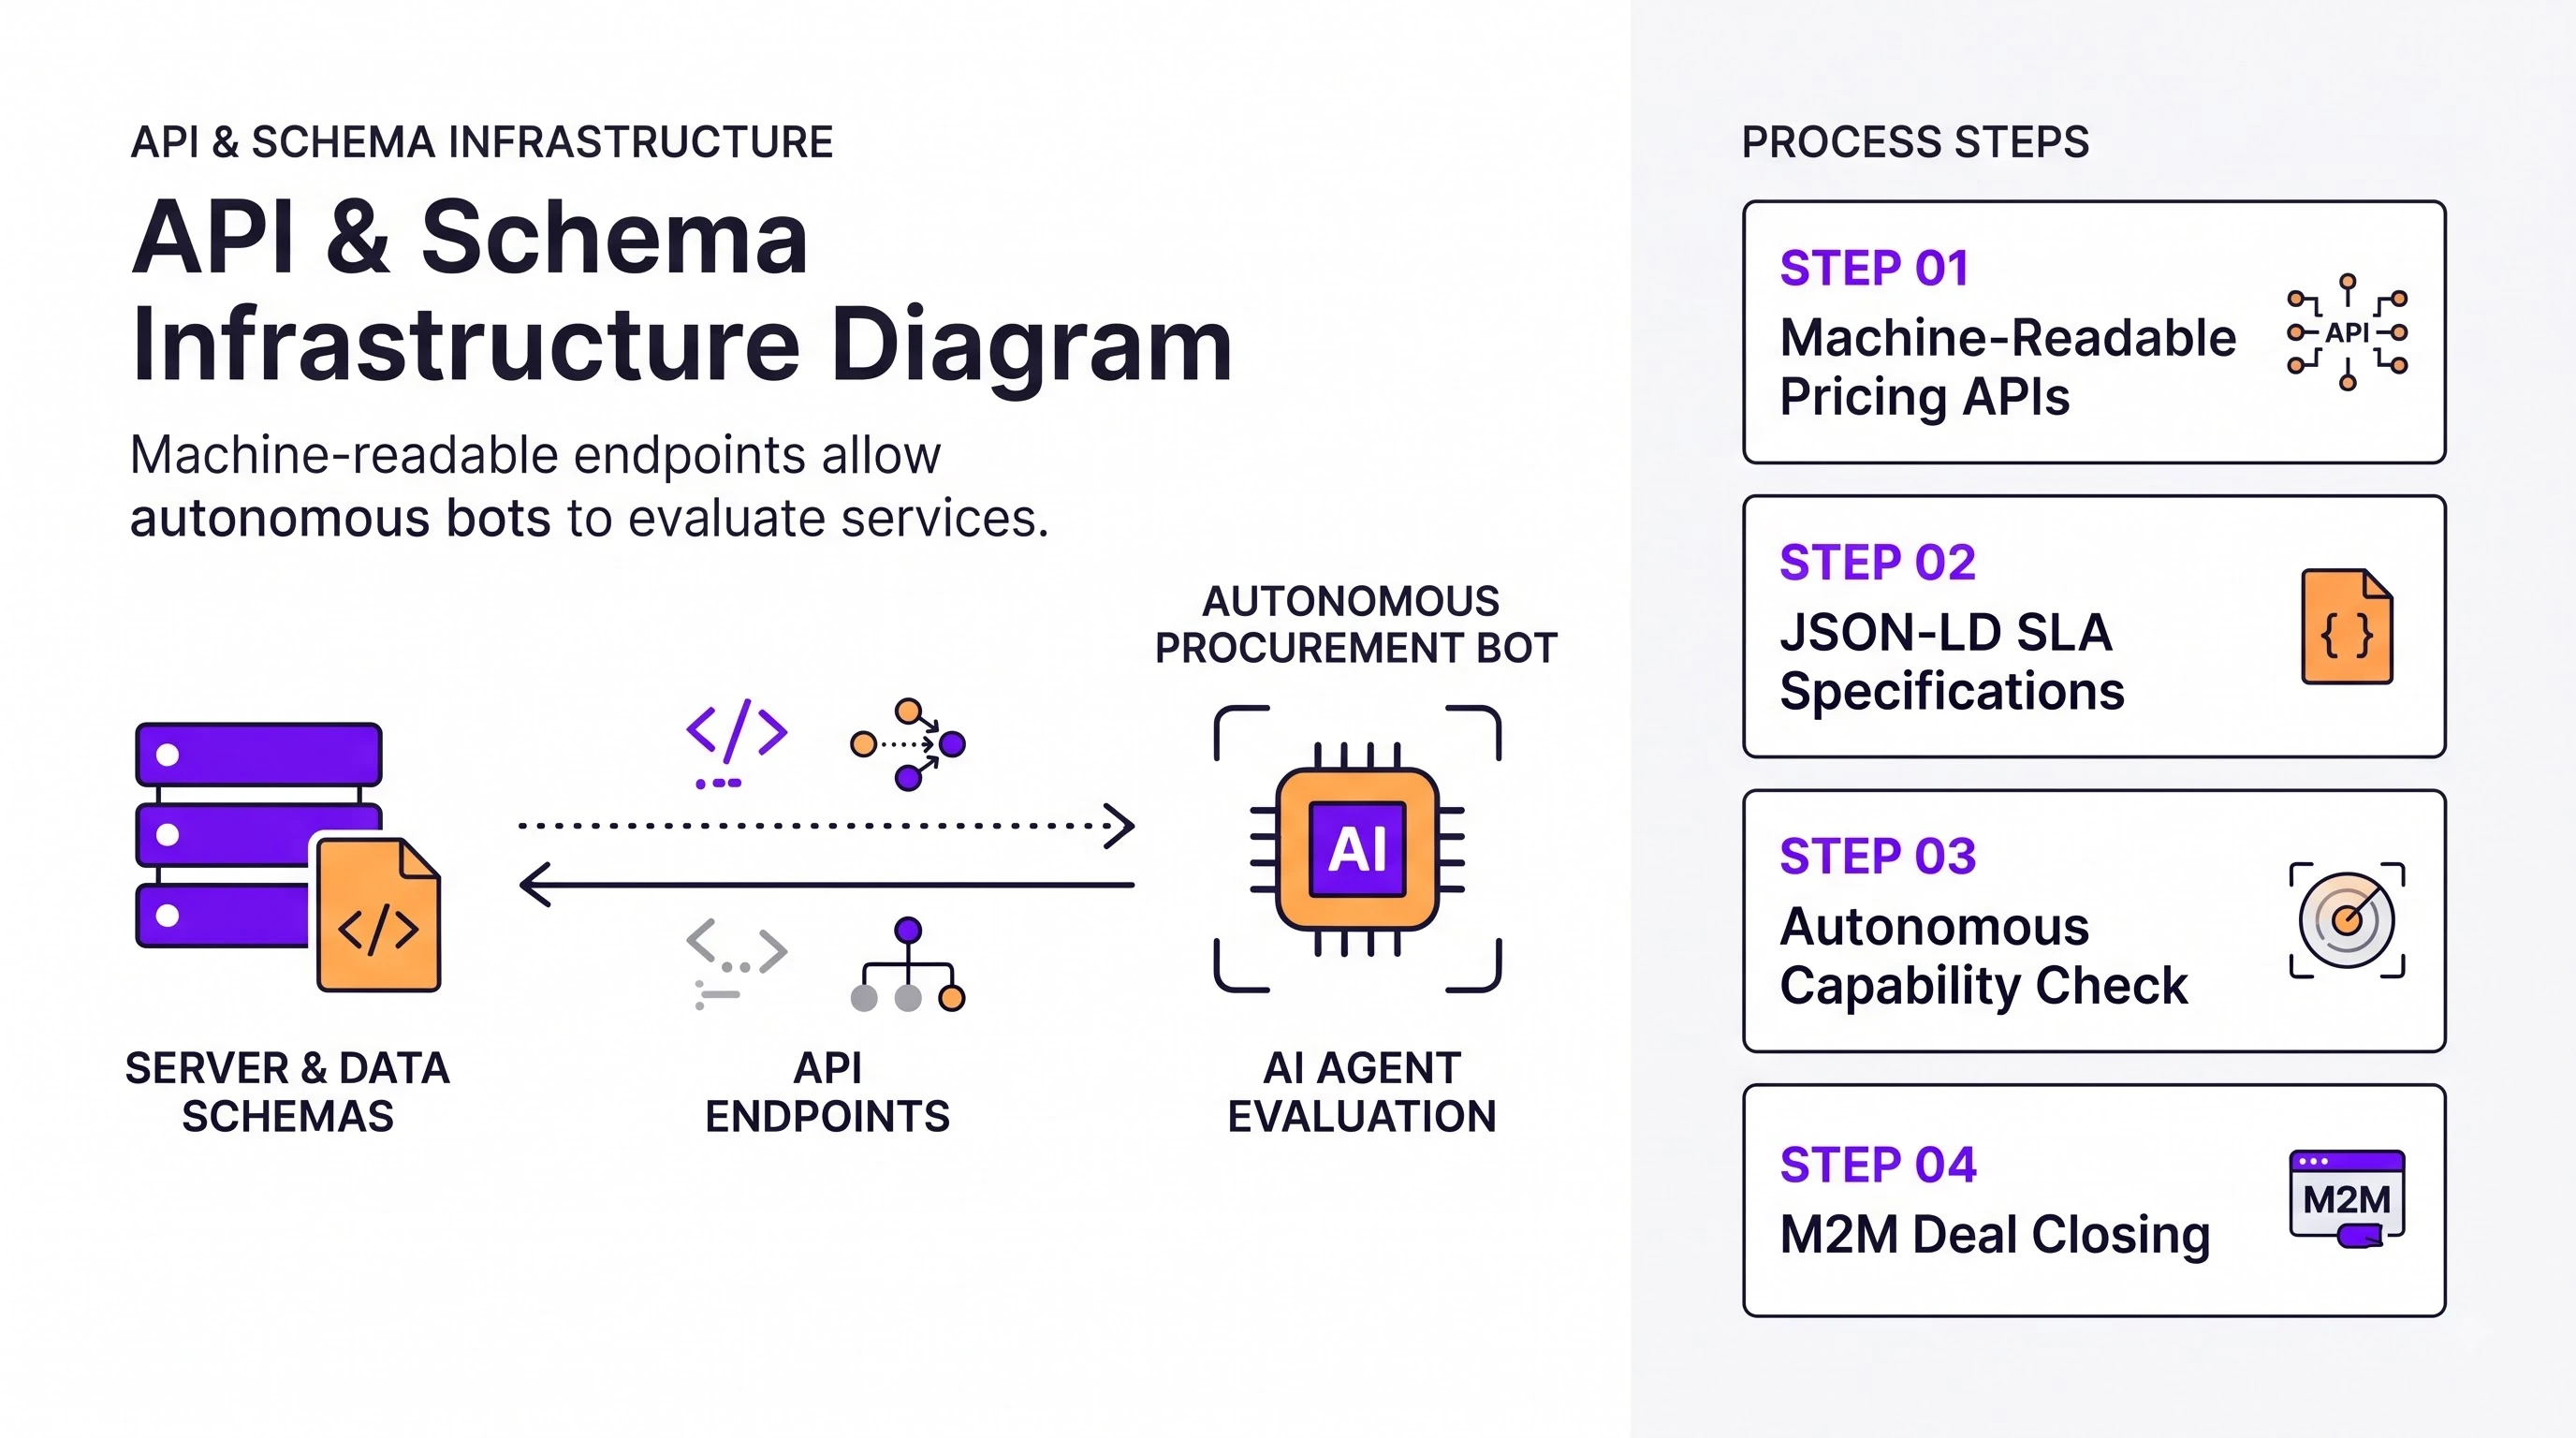 API & SCHEMA INFRASTRUCTURE
API & Schema
Infrastructure Diagram
Machine-readable endpoints allow
autonomous bots to evaluate services.
AUTONOMOUS
PROCUREMENT BOT
</>
AI
</>
SERVER & DATA
SCHEMAS
API
ENDPOINTS
AI AGENT
EVALUATION
PROCESS STEPS
STEP 01
Machine-Readable
Pricing APIs
API
STEP 02
JSON-LD SLA
Specifications
{ }
STEP 03
Autonomous
Capability Check
STEP 04
M2M Deal Closing
M2M